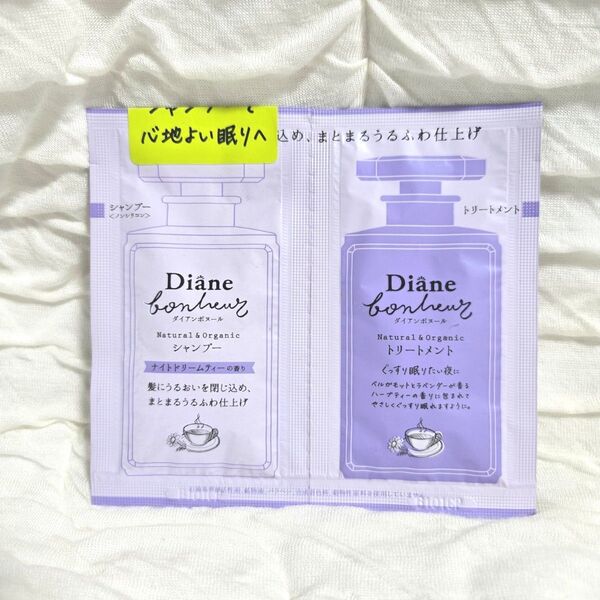 心地よい眠りへ
込め、まとまるうるふわ仕上げ
シャンプー
<ノンシリコン>
Diâne
bonheur
ダイアンボヌール
Natural & Organic
シャンプー
ナイトドリームティーの香り
髪にうるおいを閉じ込め、
まとまるうるふわ仕上げ
トリートメント
Diâne
bonheur
ダイアンボヌール
Natural & Organic
トリートメント
ぐっすり眠りたい夜に
ベルガモットとラベンダーが香る
ハーブティーの香りに包まれて
やさしくぐっすり眠れますように。